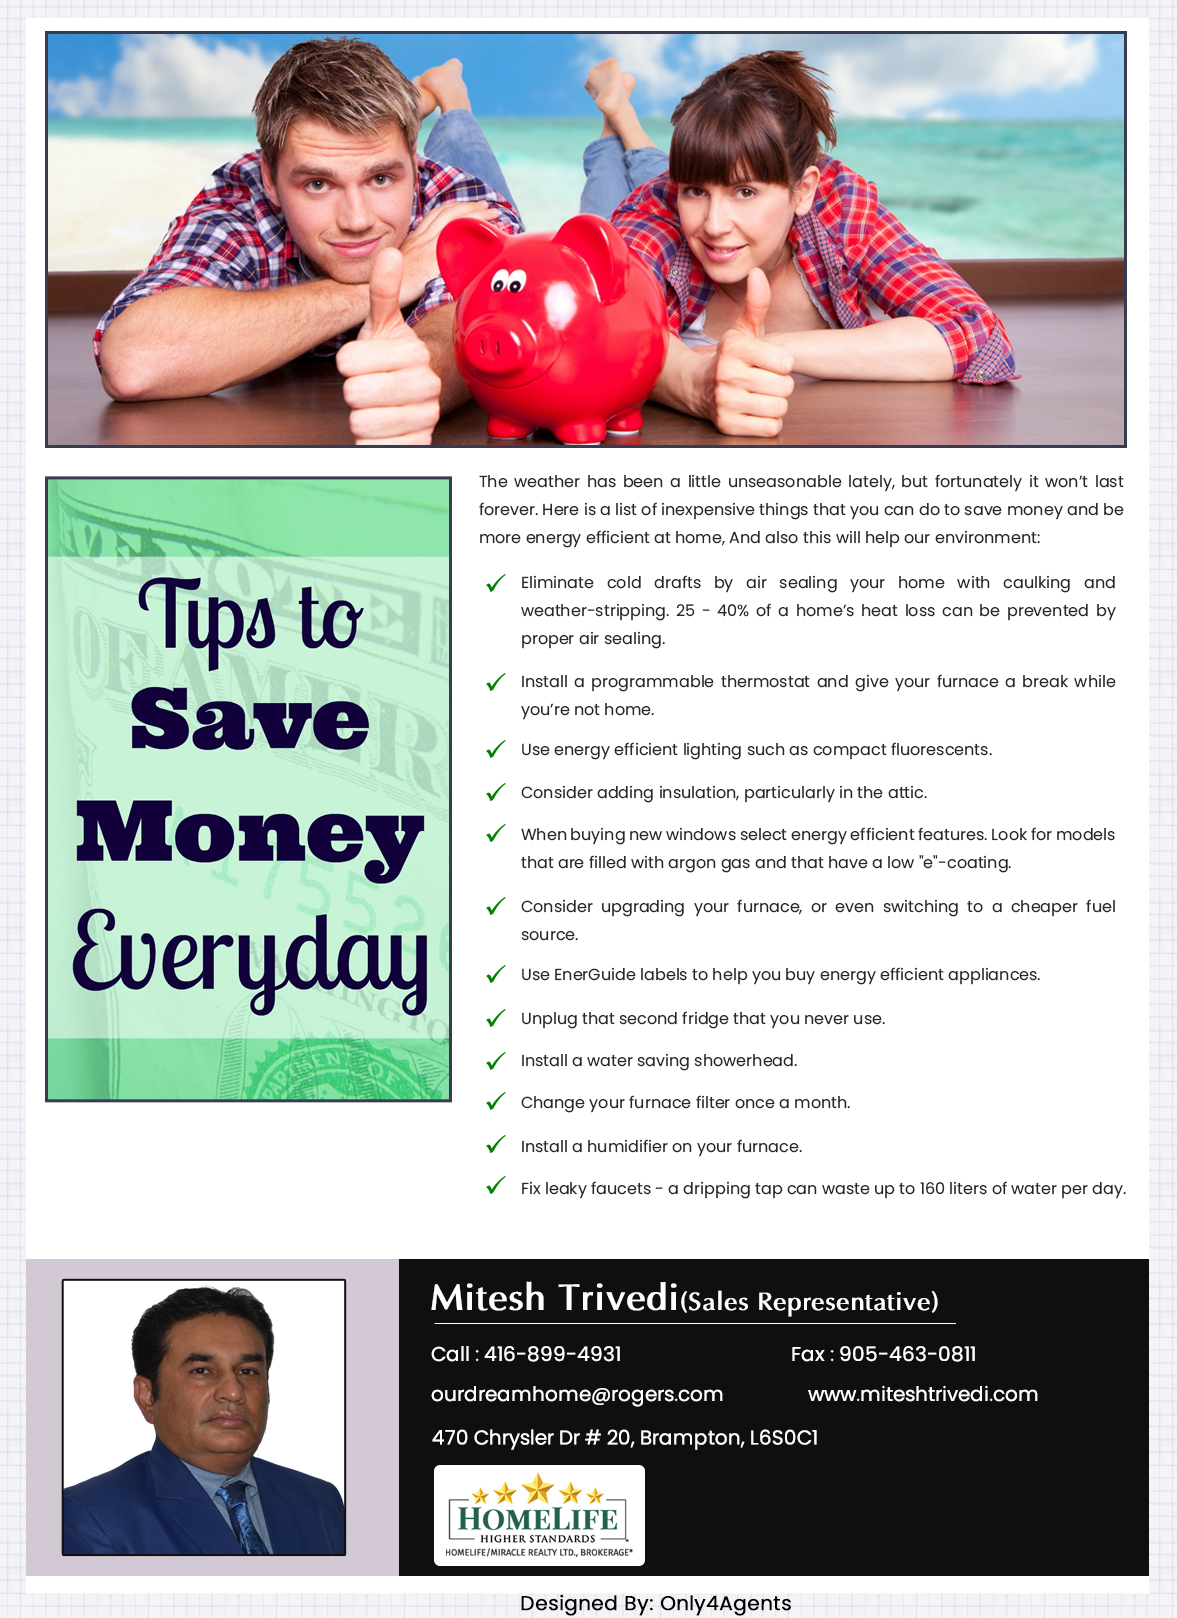 Tips to
Save
Money
Everyday
The weather has been a little unseasonable lately, but fortunately it won't last
forever. Here is a list of inexpensive things that you can do to save money and be
more energy efficient at home, And also this will help our environment:
Eliminate cold drafts by air sealing your home with caulking and
weather-stripping. 25 - 40% of a home's heat loss can be prevented by
proper air sealing.
Install a programmable thermostat and give your furnace a break while
you're not home.
Use energy efficient lighting such as compact fluorescents.
Consider adding insulation, particularly in the attic.
When buying new windows select energy efficient features. Look for models
that are filled with argon gas and that have a low "e"-coating.
Consider upgrading your furnace, or even switching to a cheaper fuel
source.
Use EnerGuide labels to help you buy energy efficient appliances.
Unplug that second fridge that you never use.
Install a water saving showerhead.
Change your furnace filter once a month.
Install a humidifier on your furnace.
Fix leaky faucets - a dripping tap can waste up to 160 liters of water per day.
Mitesh Trivedi(Sales Representative)
Call : 416-899-4931 Fax : 905-463-0811
ourdreamhome@rogers.com www.miteshtrivedi.com
470 Chrysler Dr # 20, Brampton, L6S0C1
HOMELIFE
HIGHER STANDARDS
HOMELIFE/MIRACLE REALTY LTD., BROKERAGE*
Designed By: Only4Agents